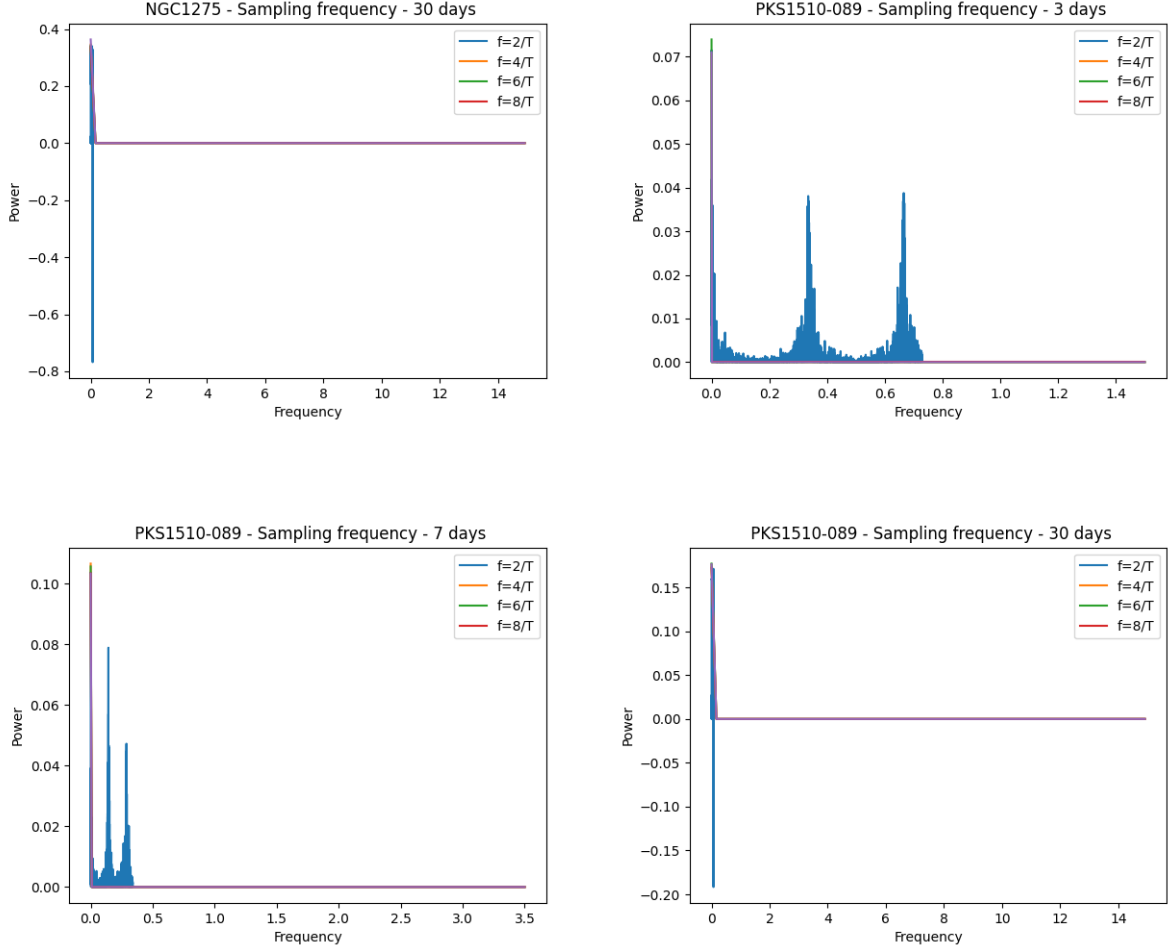 NGC1275 - Sampling frequency - 30 days
0.4
0.2
0.0
−0.2
−0.4
−0.6
−0.8
Power
0
2
4
6
8
10
12
14
Frequency
f=2/T
f=4/T
f=6/T
f=8/T
PKS1510-089 - Sampling frequency - 3 days
0.07
0.06
0.05
0.04
0.03
0.02
0.01
0.00
Power
0.0
0.2
0.4
0.6
0.8
1.0
1.2
1.4
Frequency
f=2/T
f=4/T
f=6/T
f=8/T
PKS1510-089 - Sampling frequency - 7 days
0.10
0.08
0.06
0.04
0.02
0.00
Power
0.0
0.5
1.0
1.5
2.0
2.5
3.0
3.5
Frequency
f=2/T
f=4/T
f=6/T
f=8/T
PKS1510-089 - Sampling frequency - 30 days
0.15
0.10
0.05
0.00
−0.05
−0.10
−0.15
−0.20
Power
0
2
4
6
8
10
12
14
Frequency
f=2/T
f=4/T
f=6/T
f=8/T